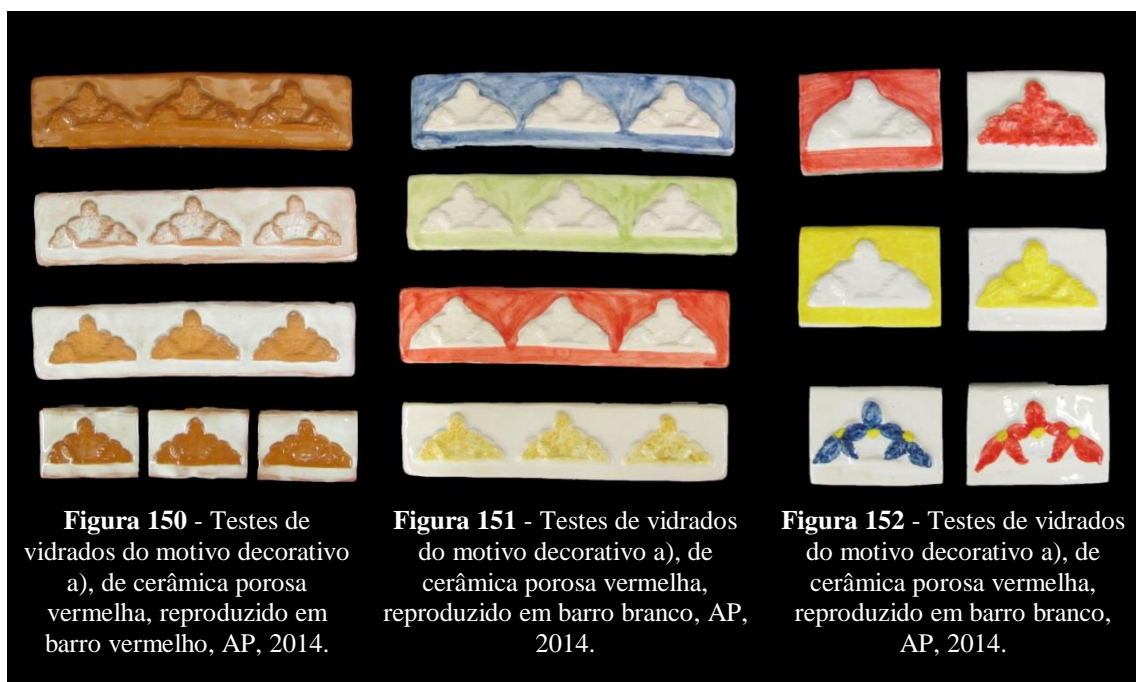 Figura 150 - Testes de
vidrados do motivo decorativo
a), de cerâmica porosa
vermelha, reproduzido em
barro vermelho, AP, 2014.
Figura 151 - Testes de vidrados
do motivo decorativo a), de
cerâmica porosa vermelha,
reproduzido em barro branco, AP,
2014.
Figura 152 - Testes de vidrados
do motivo decorativo a), de
cerâmica porosa vermelha,
reproduzido em barro branco,
AP, 2014.